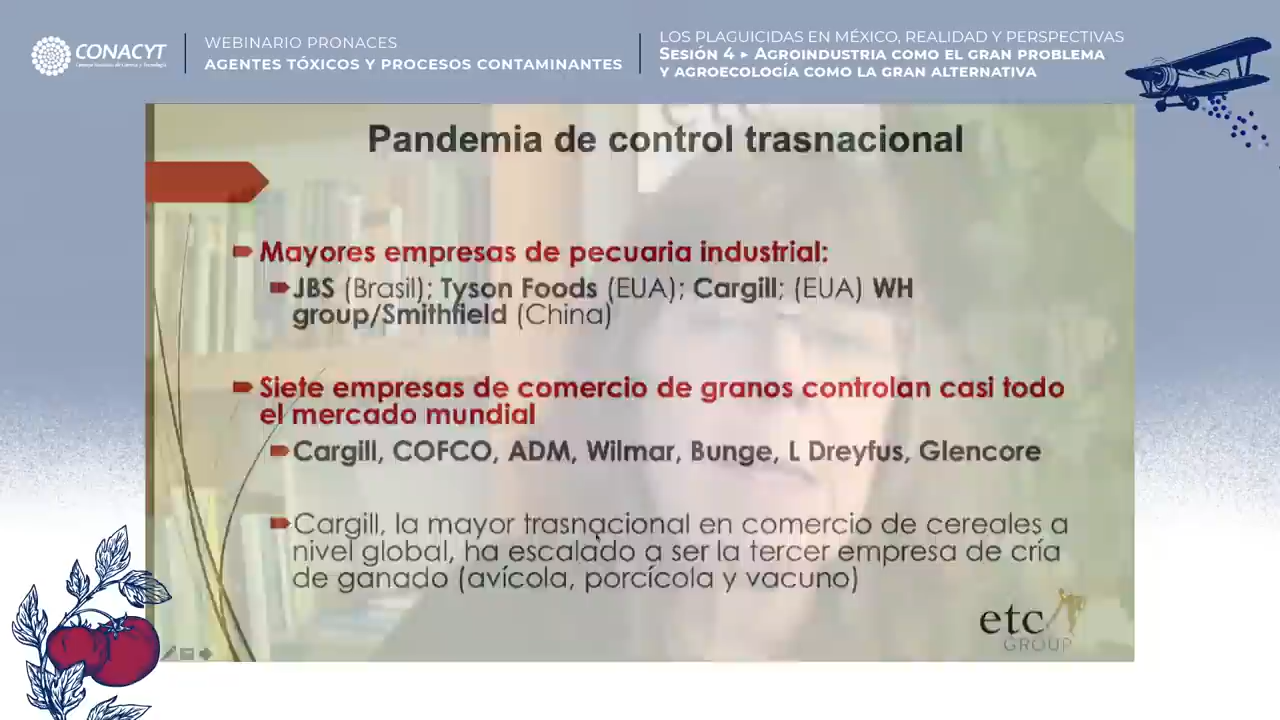 CONACYT
WEBINARIO PRONACES
AGENTES TÓXICOS Y PROCESOS CONTAMINANTES
LOS PLAGUICIDAS EN MÉXICO, REALIDAD Y PERSPECTIVAS
SESIÓN 4 ▸ AGROINDUSTRIA COMO EL GRAN PROBLEMA
Y AGROECOLOGÍA COMO LA GRAN ALTERNATIVA
Pandemia de control trasnacional
Mayores empresas de pecuaria industrial:
JBS (Brasil); Tyson Foods (EUA); Cargill; (EUA) WH
group/Smithfield (China)
Siete empresas de comercio de granos controlan casi todo
el mercado mundial
Cargill, COFCO, ADM, Wilmar, Bunge, L Dreyfus, Glencore
Cargill, la mayor trasnacional en comercio de cereales a
nivel global, ha escalado a ser la tercer empresa de cría
de ganado (avícola, porcícola y vacuno)
etc
GROUP